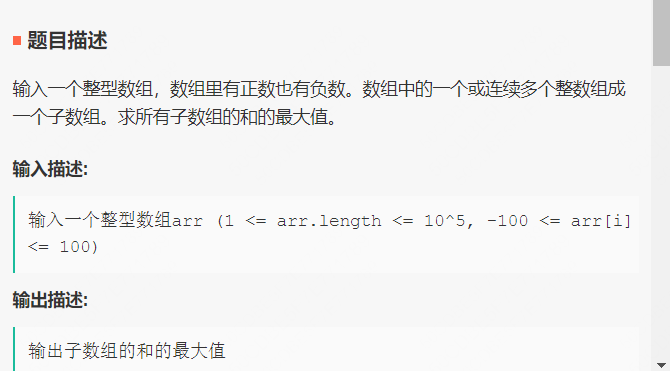 题目描述
输入一个整型数组，数组里有正数也有负数。数组中的一个或连续多个整数组成
一个子数组。求所有子数组的和的最大值。
输入描述:
输入一个整型数组arr (1 <= arr.length <= 10^5, -100 <= arr[i]
<= 100)
输出描述:
输出子数组的和的最大值